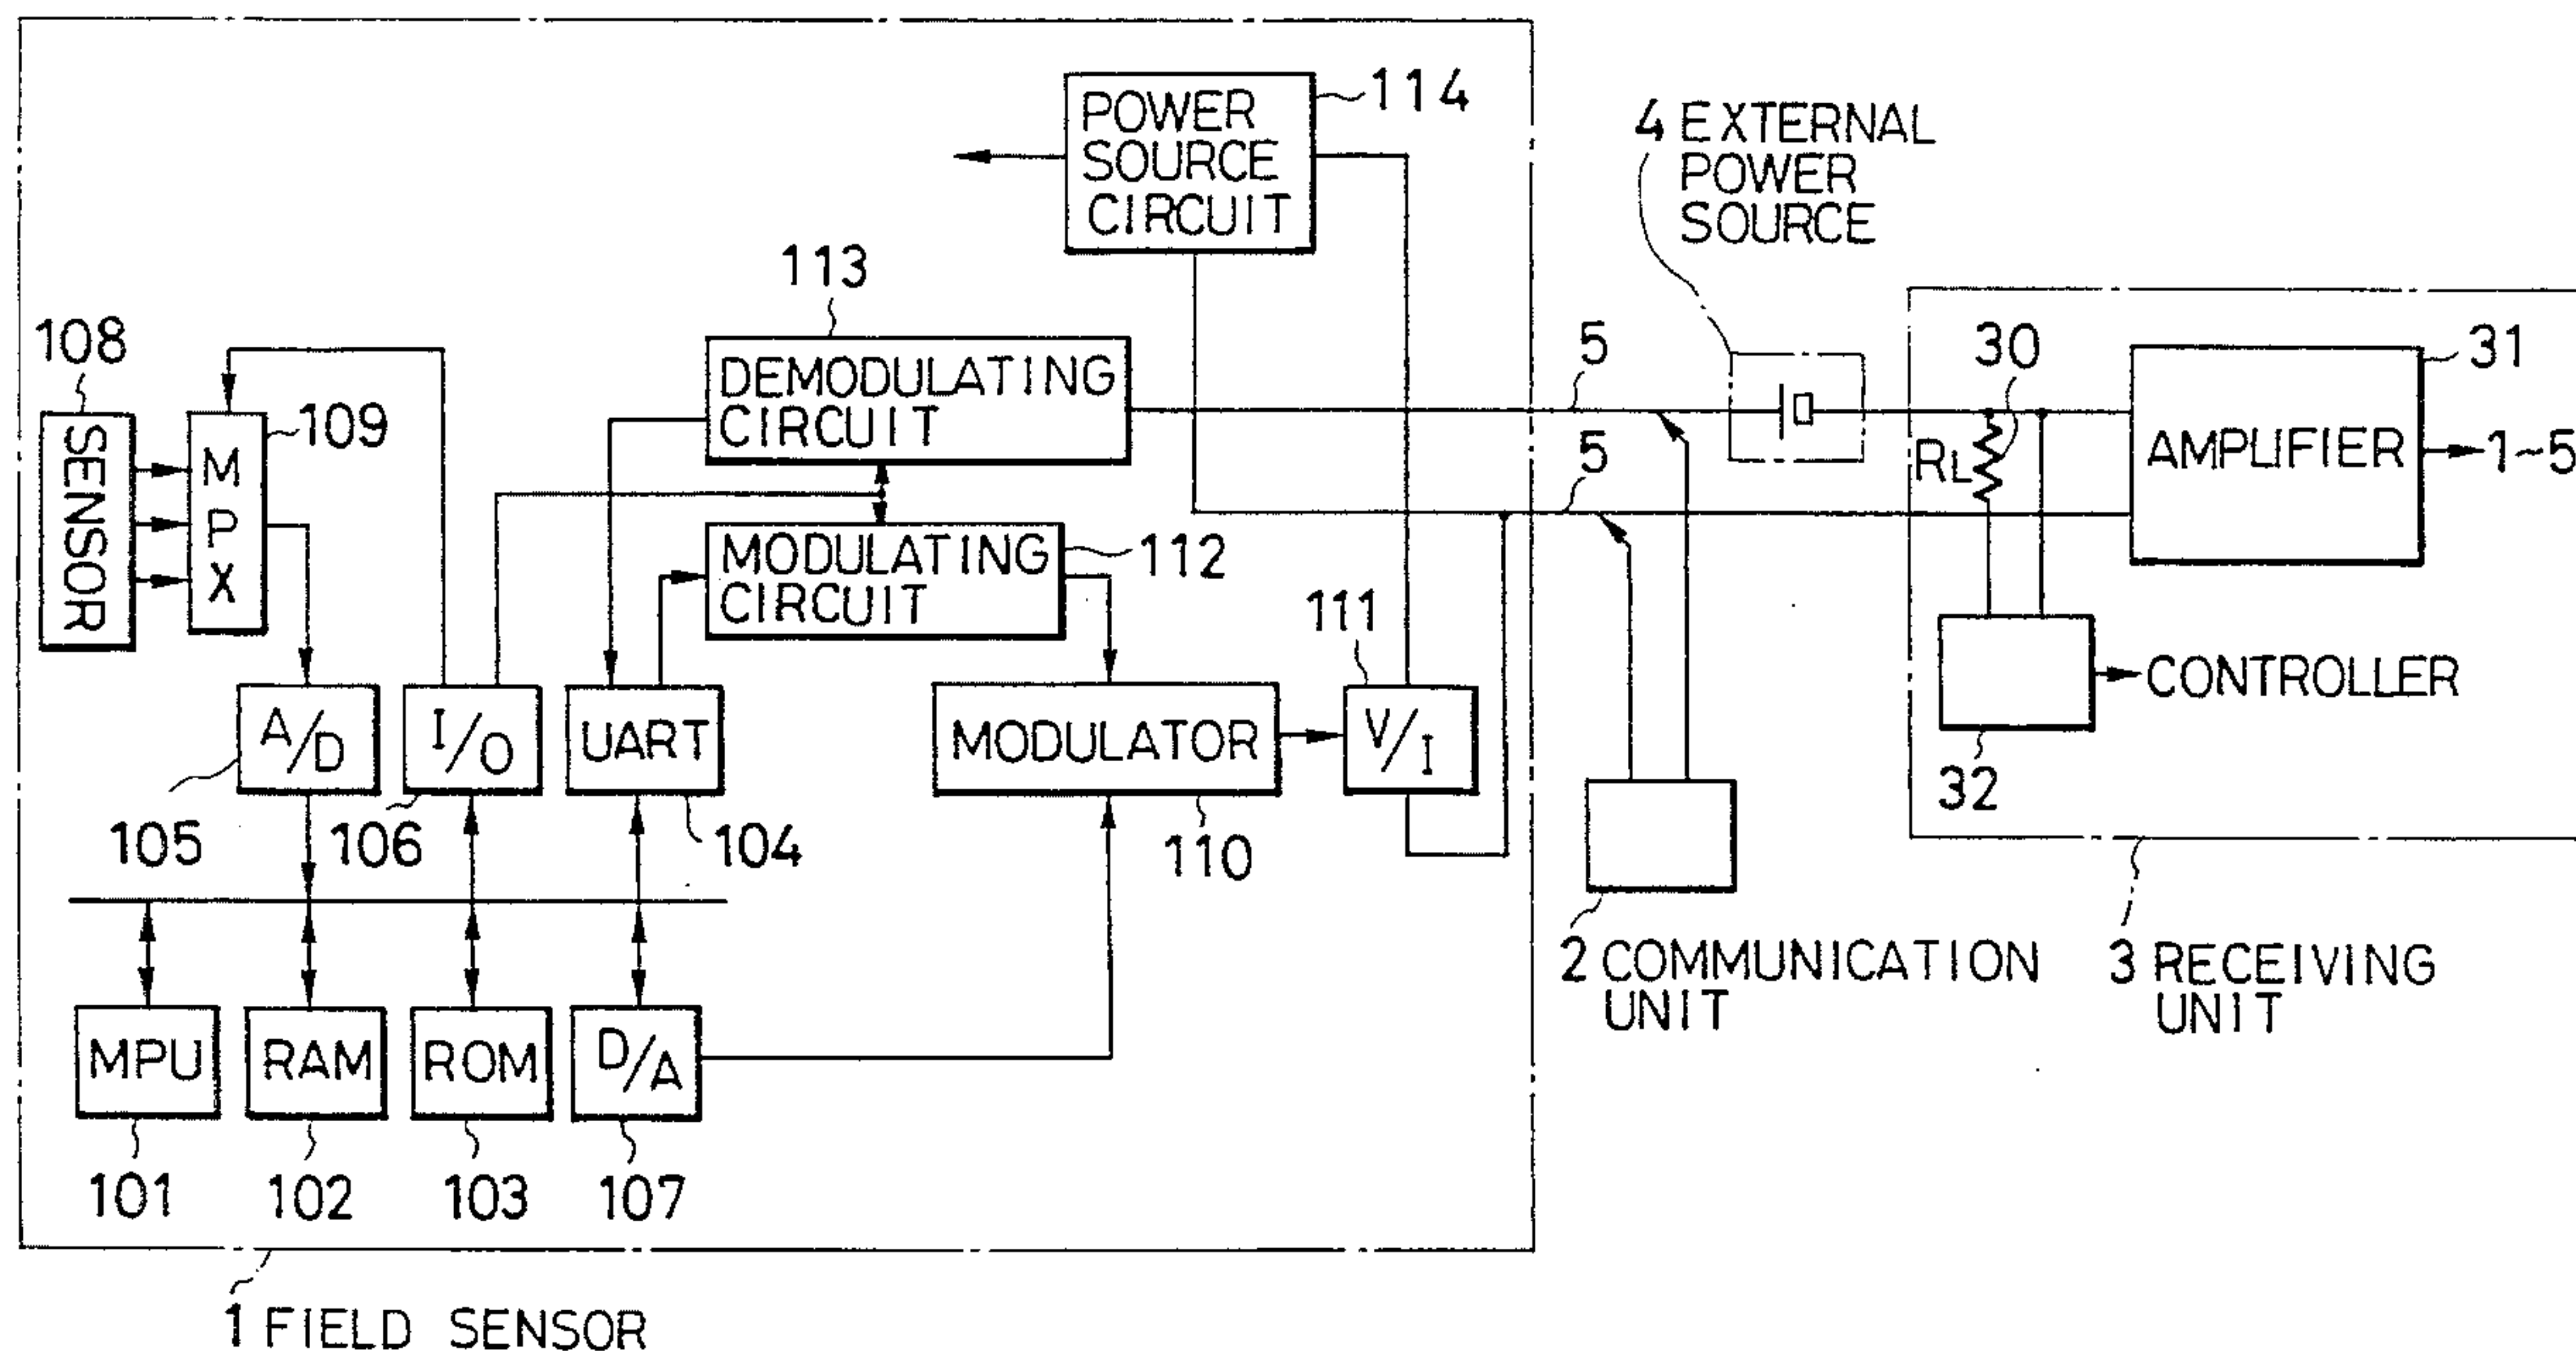 POWER
SOURCE
CIRCUIT
114
4 EXTERNAL
POWER
SOURCE
113
DEMODULATING
CIRCUIT
108
SENSOR
109
M
P
X
5
5
30
RL
31
AMPLIFIER
1~5
MODULATING
CIRCUIT
112
111
V/I
A/D
105
I/O
106
UART
104
MODULATOR
110
CONTROLLER
32
2 COMMUNICATION
UNIT
3 RECEIVING
UNIT
MPU
RAM
ROM
D/A
101
102
103
107
1 FIELD SENSOR